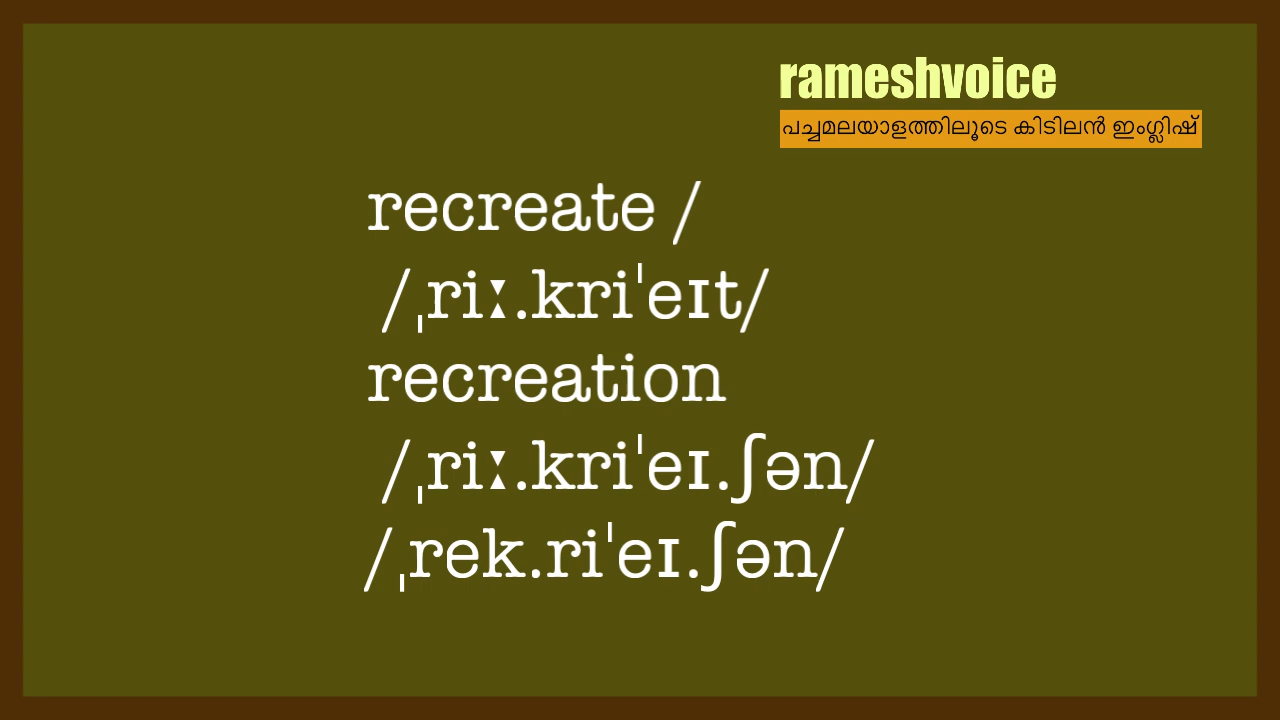 rameshvoice
പച്ചമലയാളത്തിലൂടെ കിടിലൻ ഇംഗ്ലിഷ്
recreate /
/ˌriː.kriˈeɪt/
recreation
/ˌriː.kriˈeɪ.ʃən/
/ˌrek.riˈeɪ.ʃən/